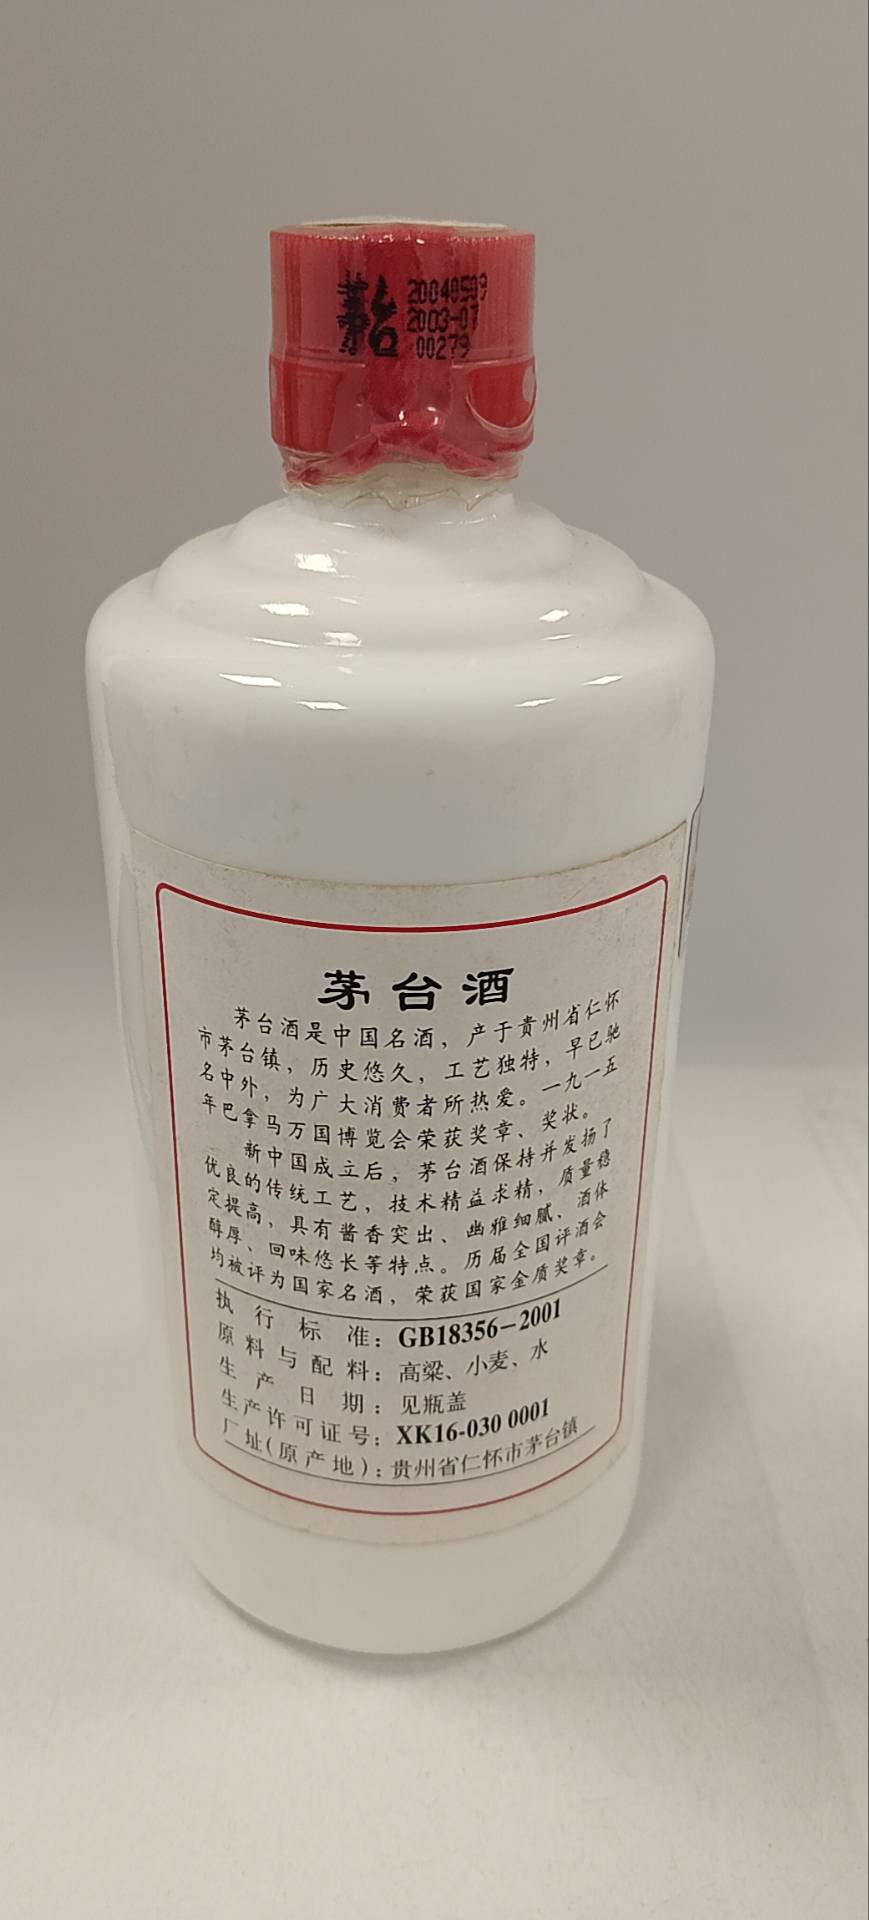 茅台
20040509
2003-07
00279
茅台酒
茅台酒是中国名酒，产于贵州省仁怀
市茅台镇，历史悠久，工艺独特，早已驰
名中外，为广大消费者所热爱。一九一五
年巴拿马万国博览会荣获奖章、奖状。
新中国成立后，茅台酒保持并发扬了
优良的传统工艺，技术精益求精，质量稳
定提高，具有酱香突出、幽雅细腻、酒体
醇厚、回味悠长等特点。历届全国评酒会
均被评为国家名酒，荣获国家金质奖章。
执行标准：GB18356-2001
原料与配料：高粱、小麦、水
生产日期：见瓶盖
生产许可证号：XK16-030 0001
厂址(原产地)：贵州省仁怀市茅台镇